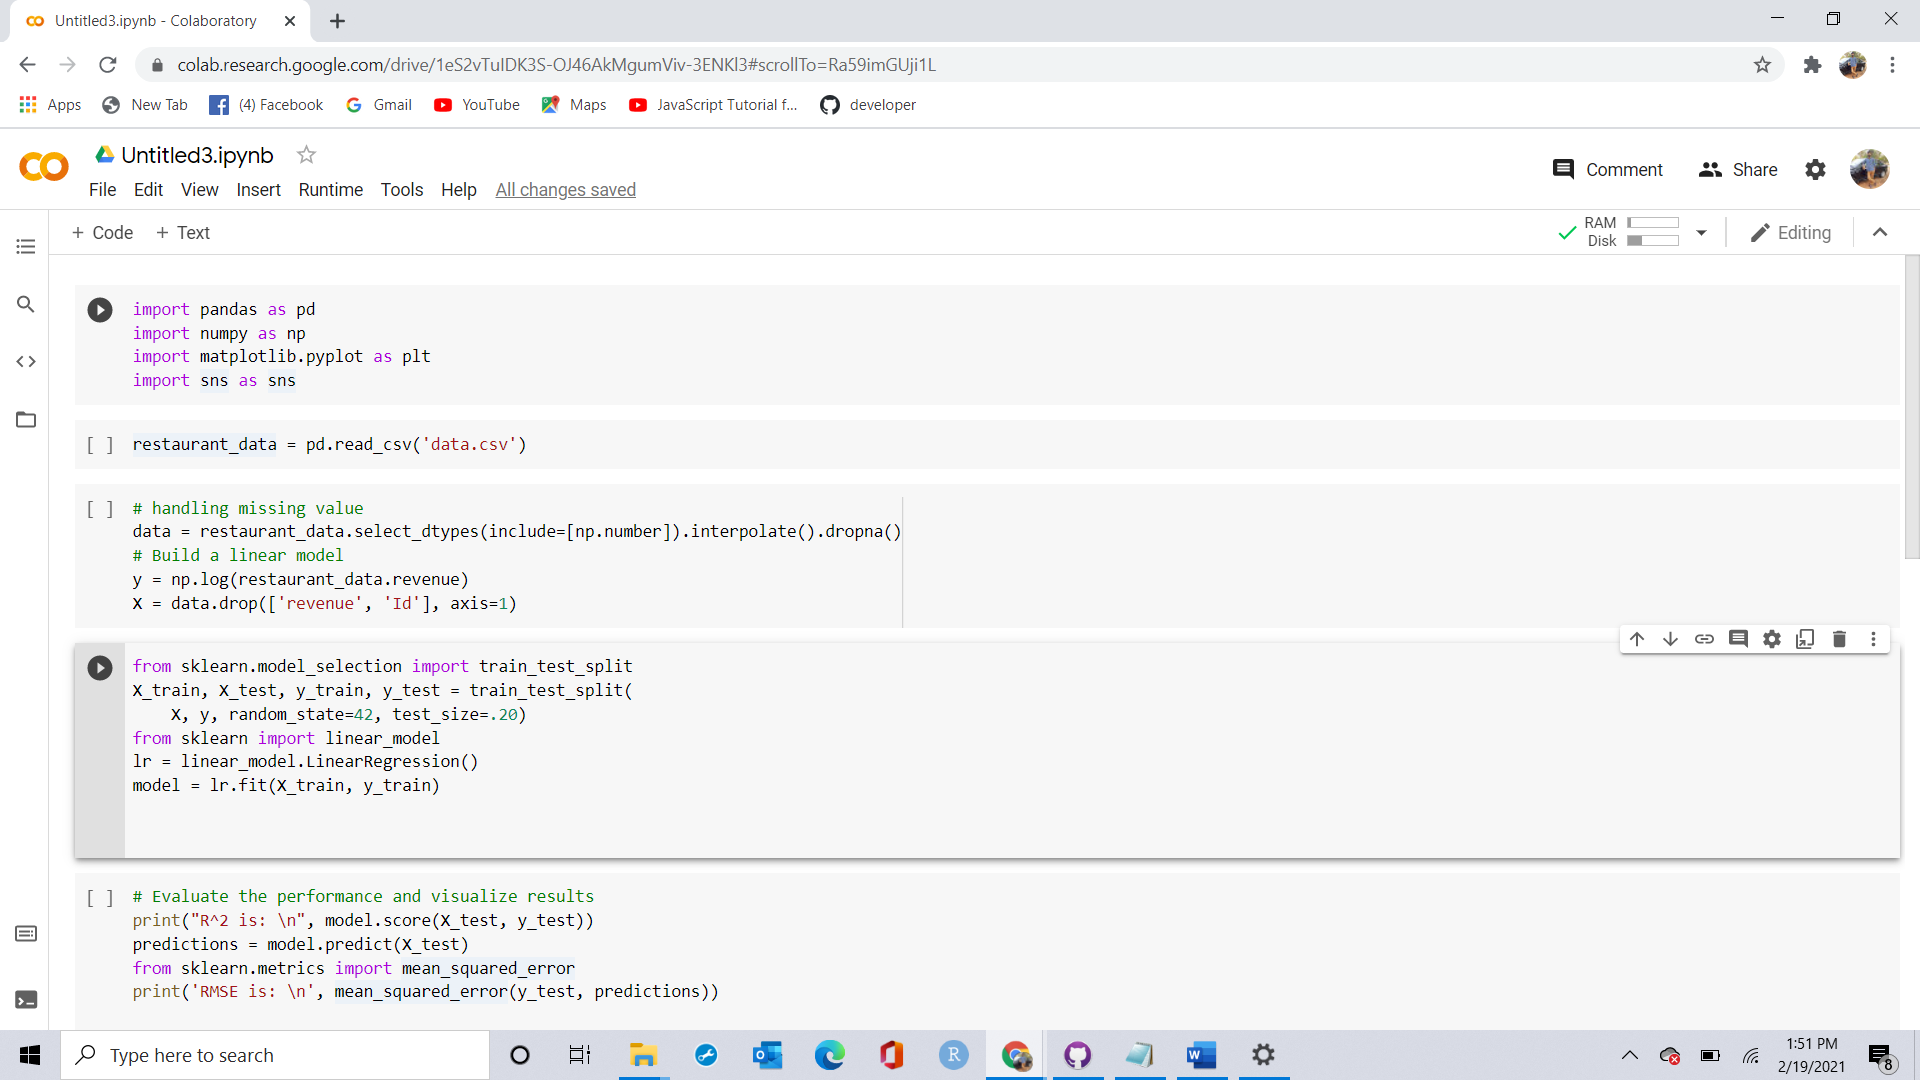 Untitled3.ipynb - Colaboratory
colab.research.google.com/drive/1eS2vTuIDK3S-OJ46AkMgumViv-3ENKl3#scrollTo=Ra59imGUji1L
Apps New Tab (4) Facebook Gmail YouTube Maps JavaScript Tutorial f... developer
Untitled3.ipynb
Comment Share
File Edit View Insert Runtime Tools Help All changes saved
+ Code + Text
RAM
Disk
Editing
import pandas as pd
import numpy as np
import matplotlib.pyplot as plt
import sns as sns
[ ] restaurant_data = pd.read_csv('data.csv')
[ ] # handling missing value
data = restaurant_data.select_dtypes(include=[np.number]).interpolate().dropna()
# Build a linear model
y = np.log(restaurant_data.revenue)
X = data.drop(['revenue', 'Id'], axis=1)
from sklearn.model_selection import train_test_split
X_train, X_test, y_train, y_test = train_test_split(
    X, y, random_state=42, test_size=.20)
from sklearn import linear_model
lr = linear_model.LinearRegression()
model = lr.fit(X_train, y_train)
[ ] # Evaluate the performance and visualize results
print("R^2 is: \n", model.score(X_test, y_test))
predictions = model.predict(X_test)
from sklearn.metrics import mean_squared_error
print('RMSE is: \n', mean_squared_error(y_test, predictions))
Type here to search
1:51 PM
2/19/2021
8